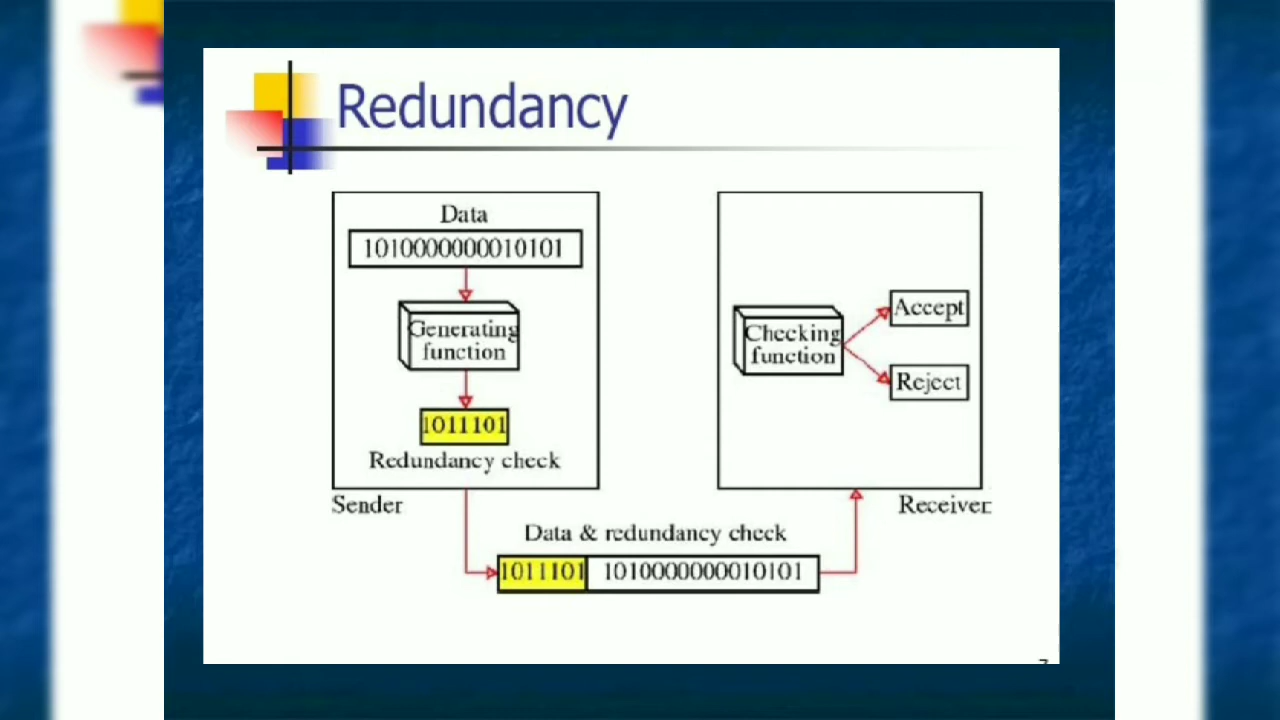 Redundancy
Data
1010000000010101
Generating
function
1011101
Redundancy check
Sender
Checking
function
Accept
Reject
Receiver
Data & redundancy check
1011101 1010000000010101